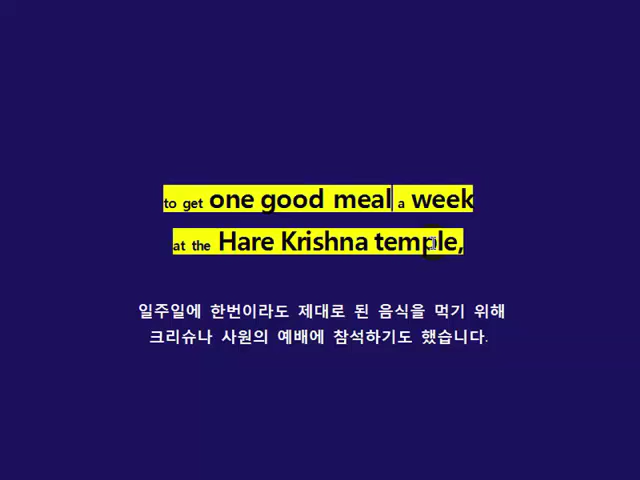 to get one good meal a week
at the Hare Krishna temple,
일주일에 한번이라도 제대로 된 음식을 먹기 위해
크리슈나 사원의 예배에 참석하기도 했습니다.